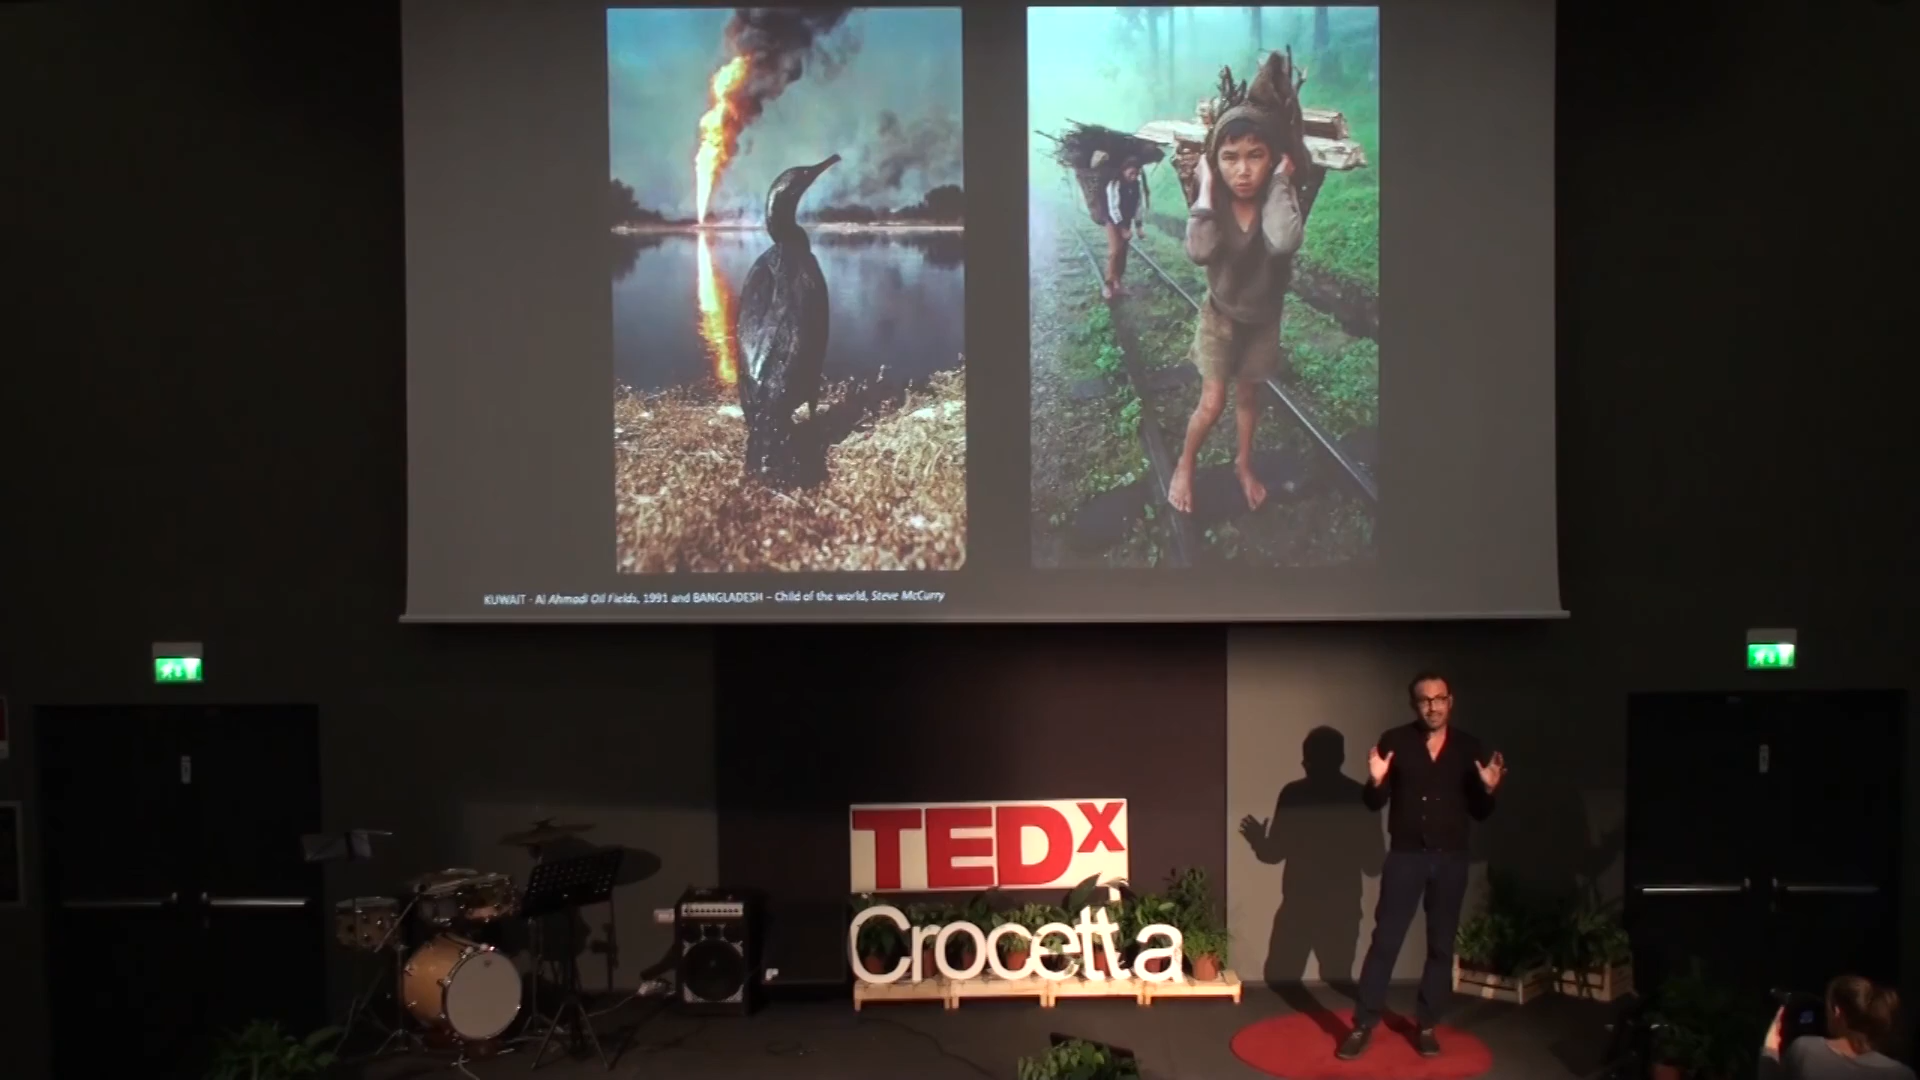 KUWAIT - Al Ahmadi Oil Fields, 1991 and BANGLADESH – Child of the world, Steve McCurry
TEDx
Crocetta